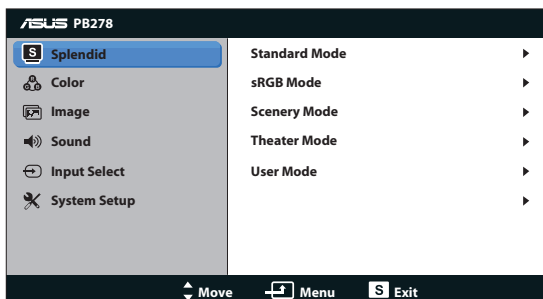 ASUS PB278
S Splendid
Color
Image
Sound
Input Select
System Setup
Standard Mode
sRGB Mode
Scenery Mode
Theater Mode
User Mode
Move Menu S Exit